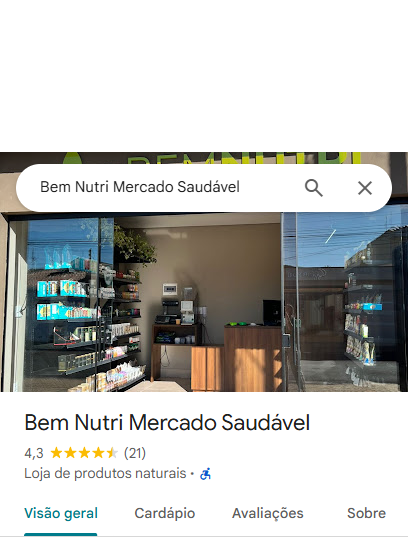 BEMNUTRI
Bem Nutri Mercado Saudável
Bem Nutri Mercado Saudável
4,3 (21)
Loja de produtos naturais ·
Visão geral Cardápio Avaliações Sobre